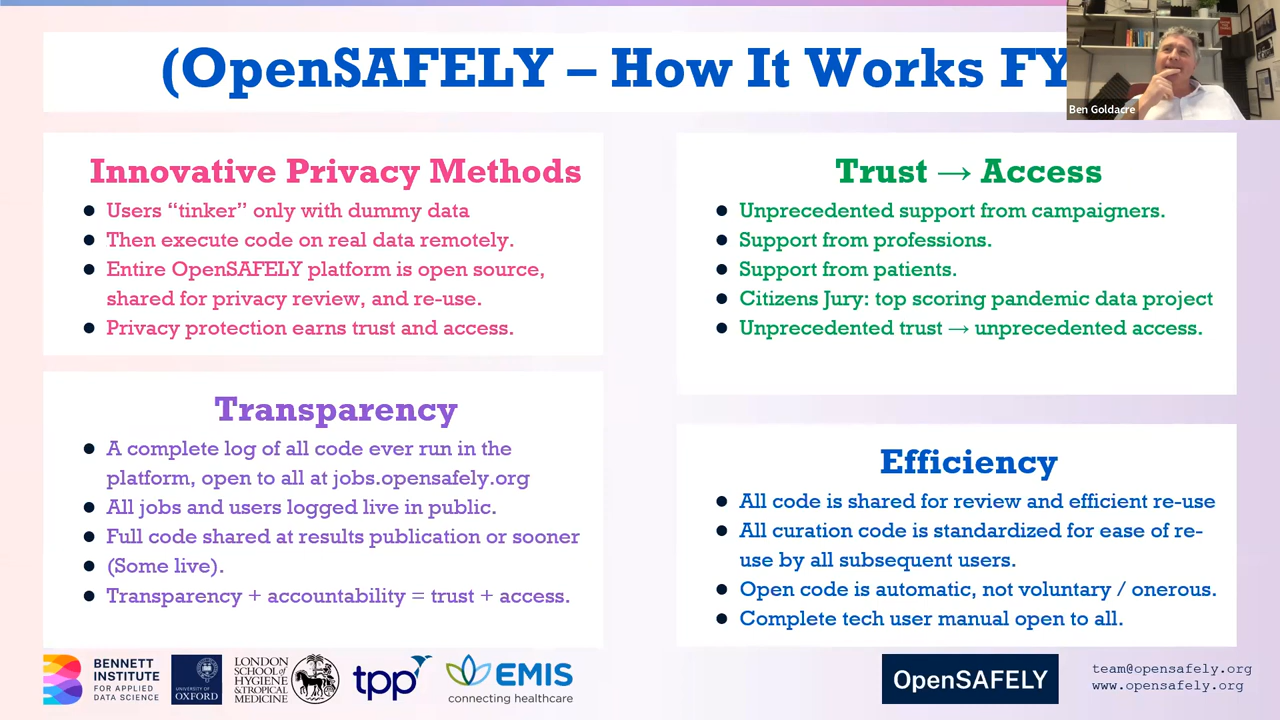 (OpenSAFELY – How It Works FY
Ben Goldacre
Innovative Privacy Methods
● Users “tinker” only with dummy data
● Then execute code on real data remotely.
● Entire OpenSAFELY platform is open source,
shared for privacy review, and re-use.
● Privacy protection earns trust and access.
Transparency
● A complete log of all code ever run in the
platform, open to all at jobs.opensafely.org
● All jobs and users logged live in public.
● Full code shared at results publication or sooner
● (Some live).
● Transparency + accountability = trust + access.
Trust → Access
● Unprecedented support from campaigners.
● Support from professions.
● Support from patients.
● Citizens Jury: top scoring pandemic data project
● Unprecedented trust → unprecedented access.
Efficiency
● All code is shared for review and efficient re-use
● All curation code is standardized for ease of re-
use by all subsequent users.
● Open code is automatic, not voluntary / onerous.
● Complete tech user manual open to all.
BENNETT
INSTITUTE
FOR APPLIED
DATA SCIENCE
UNIVERSITY OF
OXFORD
LONDON
SCHOOL of
HYGIENE
&TROPICAL
MEDICINE
tpp
EMIS
connecting healthcare
OpenSAFELY
team@opensafely.org
www.opensafely.org